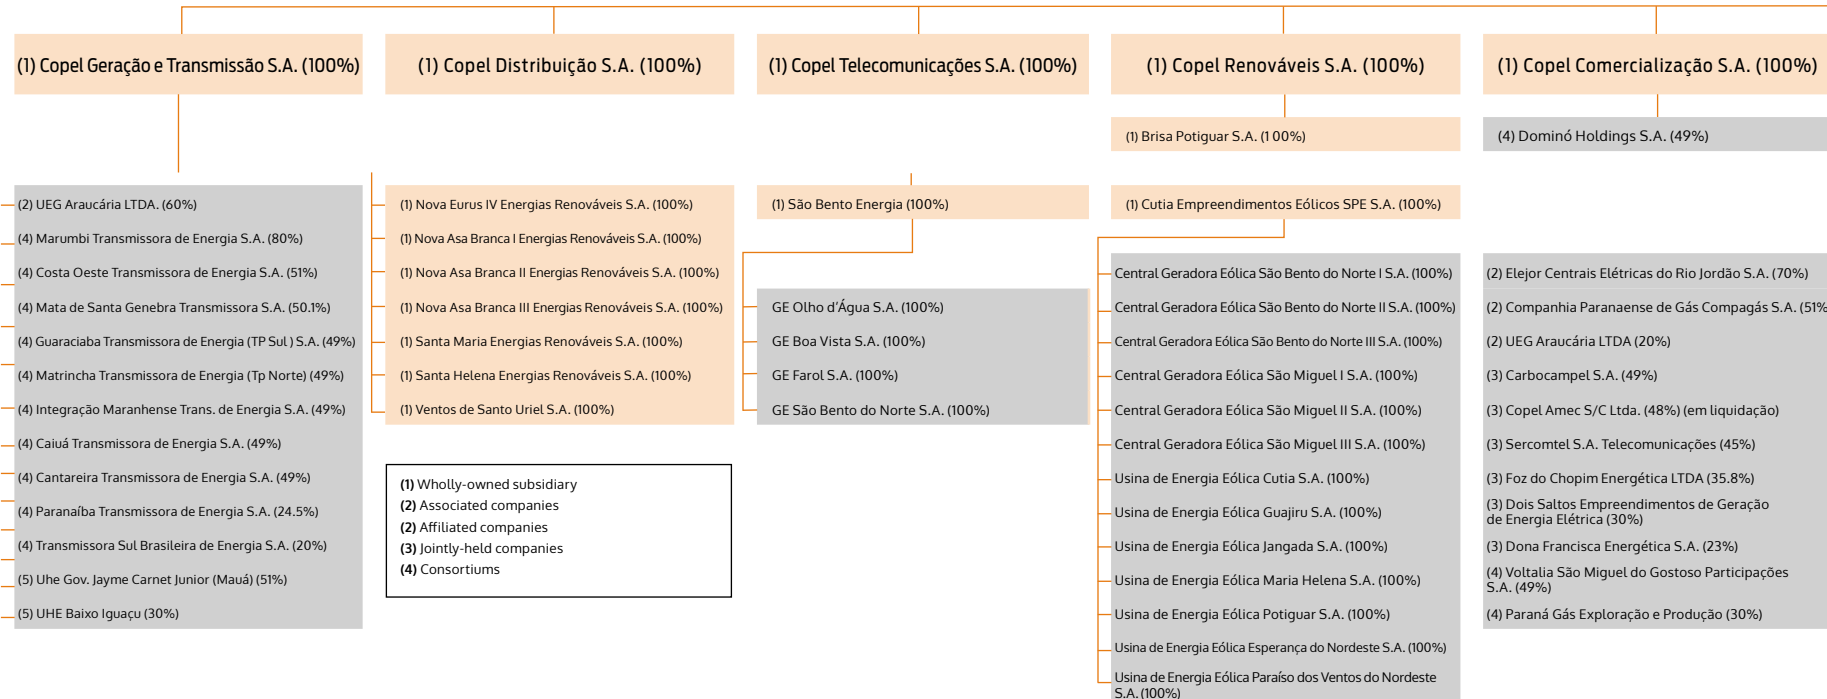 (1) Copel Geração e Transmissão S.A. (100%)
(1) Copel Distribuição S.A. (100%)
(1) Copel Telecomunicações S.A. (100%)
(1) Copel Renováveis S.A. (100%)
(1) Copel Comercialização S.A. (100%)
(1) Brisa Potiguar S.A. (1 00%)
(4) Dominó Holdings S.A. (49%)
(2) UEG Araucária LTDA. (60%)
(4) Marumbi Transmissora de Energia S.A. (80%)
(4) Costa Oeste Transmissora de Energia S.A. (51%)
(4) Mata de Santa Genebra Transmissora S.A. (50.1%)
(4) Guaraciaba Transmissora de Energia (TP Sul ) S.A. (49%)
(4) Matrincha Transmissora de Energia (Tp Norte) (49%)
(4) Integração Maranhense Trans. de Energia S.A. (49%)
(4) Caiuá Transmissora de Energia S.A. (49%)
(4) Cantareira Transmissora de Energia S.A. (49%)
(4) Paranaíba Transmissora de Energia S.A. (24.5%)
(4) Transmissora Sul Brasileira de Energia S.A. (20%)
(5) Uhe Gov. Jayme Carnet Junior (Mauá) (51%)
(5) UHE Baixo Iguaçu (30%)
(1) Nova Eurus IV Energias Renováveis S.A. (100%)
(1) Nova Asa Branca I Energias Renováveis S.A. (100%)
(1) Nova Asa Branca II Energias Renováveis S.A. (100%)
(1) Nova Asa Branca III Energias Renováveis S.A. (100%)
(1) Santa Maria Energias Renováveis S.A. (100%)
(1) Santa Helena Energias Renováveis S.A. (100%)
(1) Ventos de Santo Uriel S.A. (100%)
(1) Wholly-owned subsidiary
(2) Associated companies
(2) Affiliated companies
(3) Jointly-held companies
(4) Consortiums
(1) São Bento Energia (100%)
GE Olho d'Água S.A. (100%)
GE Boa Vista S.A. (100%)
GE Farol S.A. (100%)
GE São Bento do Norte S.A. (100%)
(1) Cutia Empreendimentos Eólicos SPE S.A. (100%)
Central Geradora Eólica São Bento do Norte I S.A. (100%)
Central Geradora Eólica São Bento do Norte II S.A. (100%)
Central Geradora Eólica São Bento do Norte III S.A. (100%)
Central Geradora Eólica São Miguel I S.A. (100%)
Central Geradora Eólica São Miguel II S.A. (100%)
Central Geradora Eólica São Miguel III S.A. (100%)
Usina de Energia Eólica Cutia S.A. (100%)
Usina de Energia Eólica Guajiru S.A. (100%)
Usina de Energia Eólica Jangada S.A. (100%)
Usina de Energia Eólica Maria Helena S.A. (100%)
Usina de Energia Eólica Potiguar S.A. (100%)
Usina de Energia Eólica Esperança do Nordeste S.A. (100%)
Usina de Energia Eólica Paraíso dos Ventos do Nordeste
S.A. (100%)
(2) Elejor Centrais Elétricas do Rio Jordão S.A. (70%)
(2) Companhia Paranaense de Gás Compagás S.A. (51%
(2) UEG Araucária LTDA (20%)
(3) Carbocampel S.A. (49%)
(3) Copel Amec S/C Ltda. (48%) (em liquidação)
(3) Sercomtel S.A. Telecomunicações (45%)
(3) Foz do Chopim Energética LTDA (35.8%)
(3) Dois Saltos Empreendimentos de Geração
de Energia Elétrica (30%)
(3) Dona Francisca Energética S.A. (23%)
(4) Voltalia São Miguel do Gostoso Participações
S.A. (49%)
(4) Paraná Gás Exploração e Produção (30%)